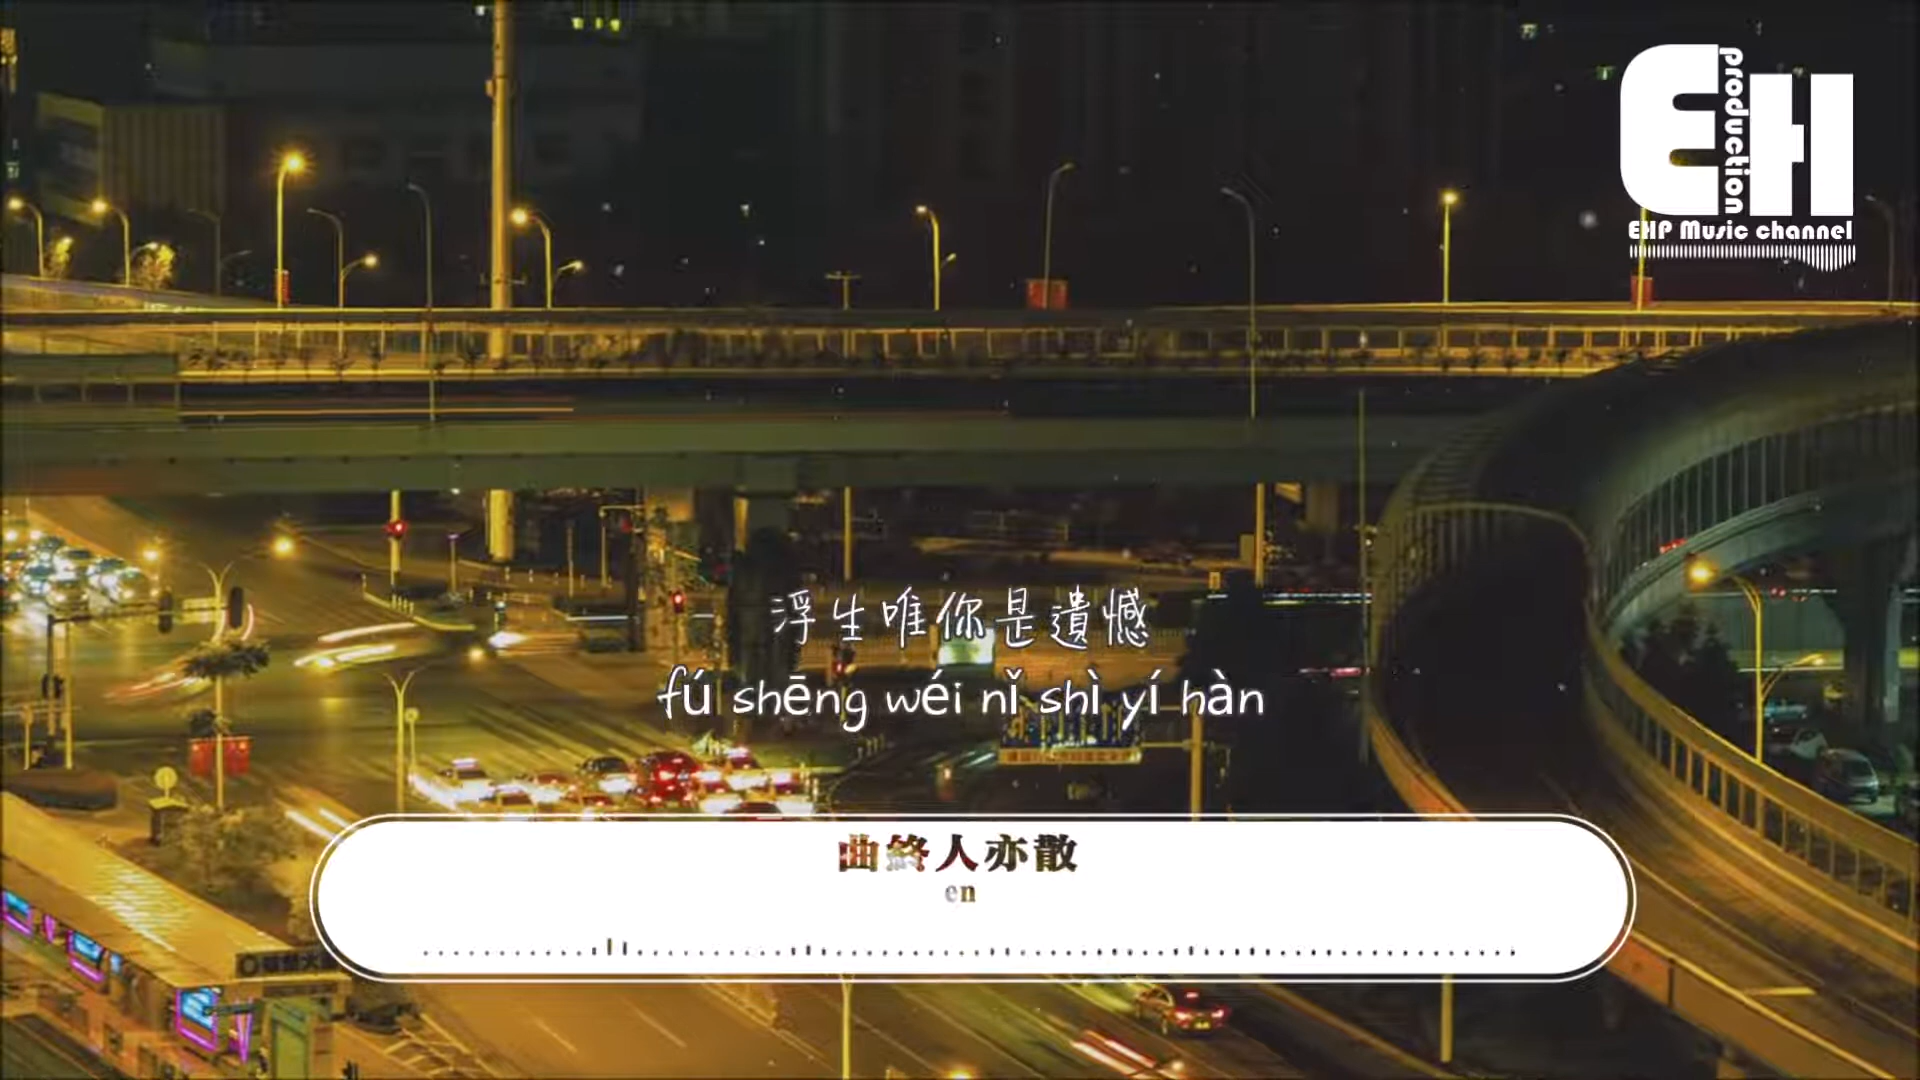 EH
production
EHP Music channel
浮生唯你是遺憾
fú shēng wéi nǐ shì yí hàn
曲終人亦散
en